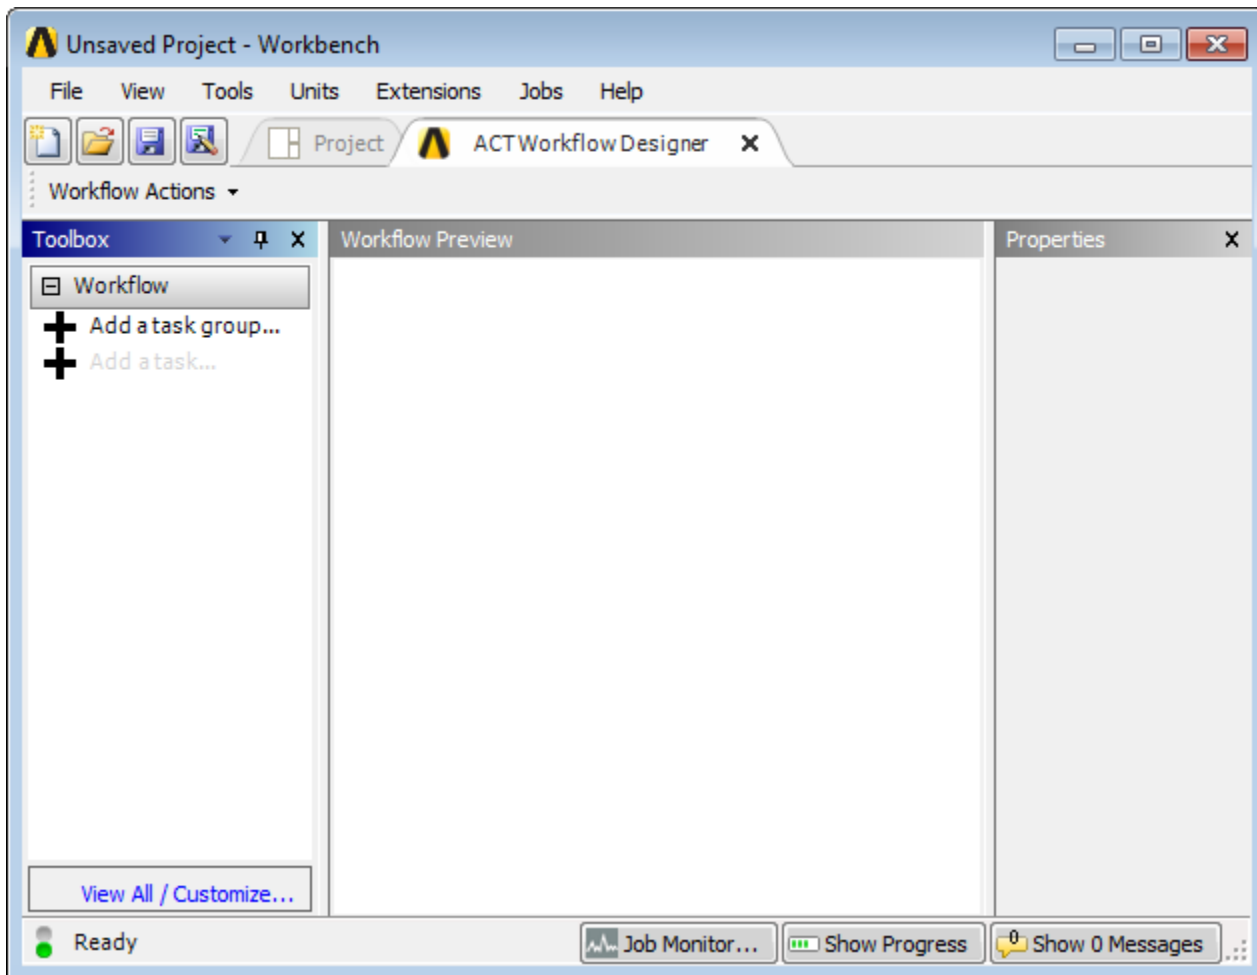 Unsaved Project - Workbench
File View Tools Units Extensions Jobs Help
Project ACT Workflow Designer
Workflow Actions
Toolbox Workflow Preview Properties
Workflow
Add a task group...
Add a task...
View All / Customize...
Ready Job Monitor... Show Progress 0 Show 0 Messages